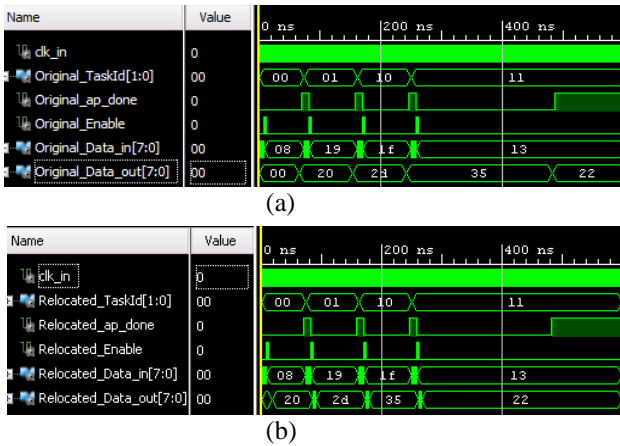 Name Value 0 ns 200 ns 400 ns
clk_in 0
Original_TaskId[1:0] 00 00 01 10 11
Original_ap_done 0
Original_Enable 0
Original_Data_in[7:0] 00 08 19 1f 13
Original_Data_out[7:0] 00 00 20 2d 35 22
(a)
Name Value 0 ns 200 ns 400 ns
clk_in 0
Relocated_TaskId[1:0] 00 00 01 10 11
Relocated_ap_done 0
Relocated_Enable 0
Relocated_Data_in[7:0] 00 08 19 1f 13
Relocated_Data_out[7:0] 00 20 2d 35 22
(b)